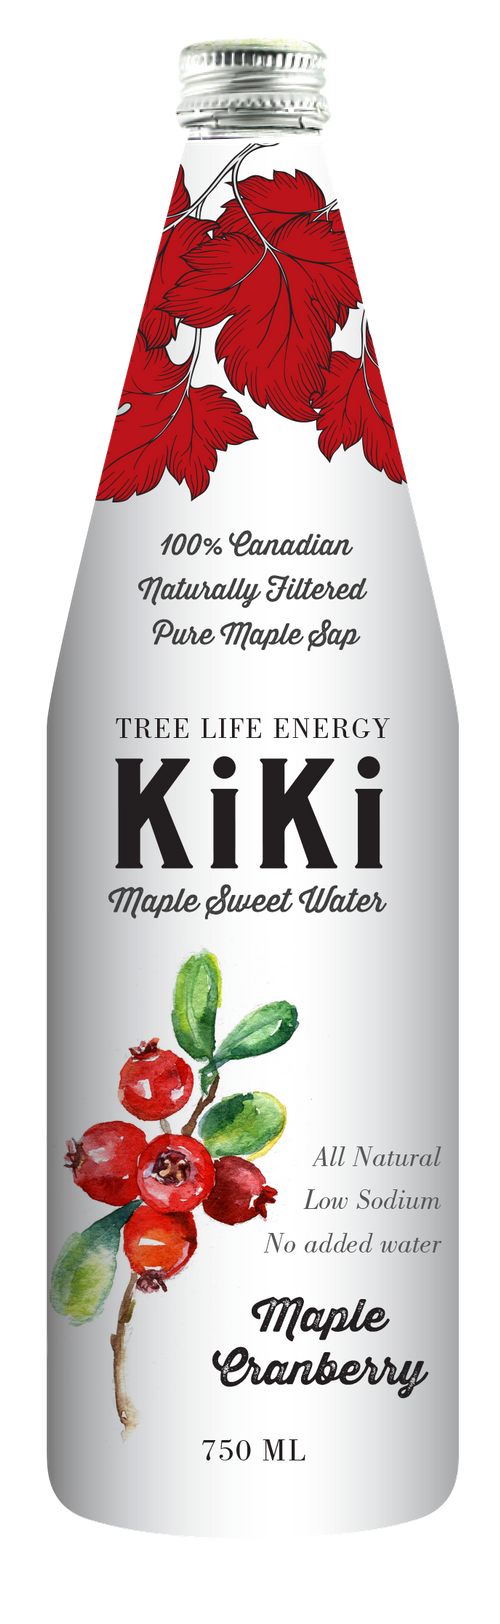 100% Canadian
Naturally Filtered
Pure Maple Sap
TREE LIFE ENERGY
KiKi
Maple Sweet Water
All Natural
Low Sodium
No added water
Maple
Cranberry
750 ML